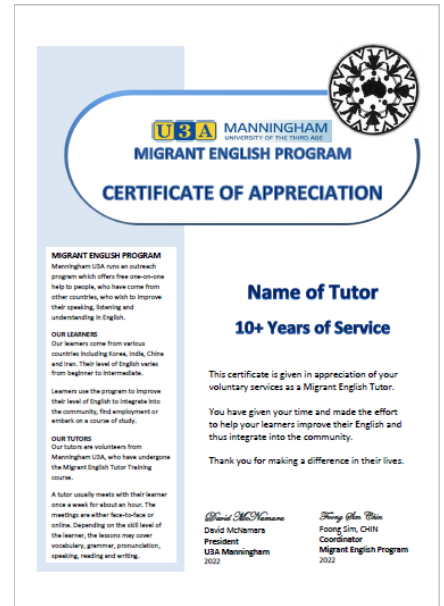 U3A MANNINGHAM
UNIVERSITY OF THE THIRD AGE
MIGRANT ENGLISH PROGRAM
CERTIFICATE OF APPRECIATION
MIGRANT ENGLISH PROGRAM
Manningham U3A runs an outreach
program which offers free one-on-one
help to people, who have come from
other countries, who wish to improve
their speaking, listening and
understanding in English.
OUR LEARNERS
Our learners come from various
countries including Korea, India, China
and Iran. Their level of English varies
from beginner to intermediate.
Learners use the program to improve
their level of English to integrate into
the community, find employment or
embark on a course of study.
OUR TUTORS
Our tutors are volunteers from
Manningham U3A, who have undergone
the Migrant English Tutor Training
course.
A tutor usually meets with their learner
once a week for about an hour. The
meetings are either face-to-face or
online. Depending on the skill level of
the learner, the lessons may cover
vocabulary, grammar, pronunciation,
speaking, reading and writing.
Name of Tutor
10+ Years of Service
This certificate is given in appreciation of your
voluntary services as a Migrant English Tutor.
You have given your time and made the effort
to help your learners improve their English and
thus integrate into the community.
Thank you for making a difference in their lives.
David McNamara
David McNamara
President
U3A Manningham
2022
Foong Sim Chin
Foong Sim, CHIN
Coordinator
Migrant English Program
2022